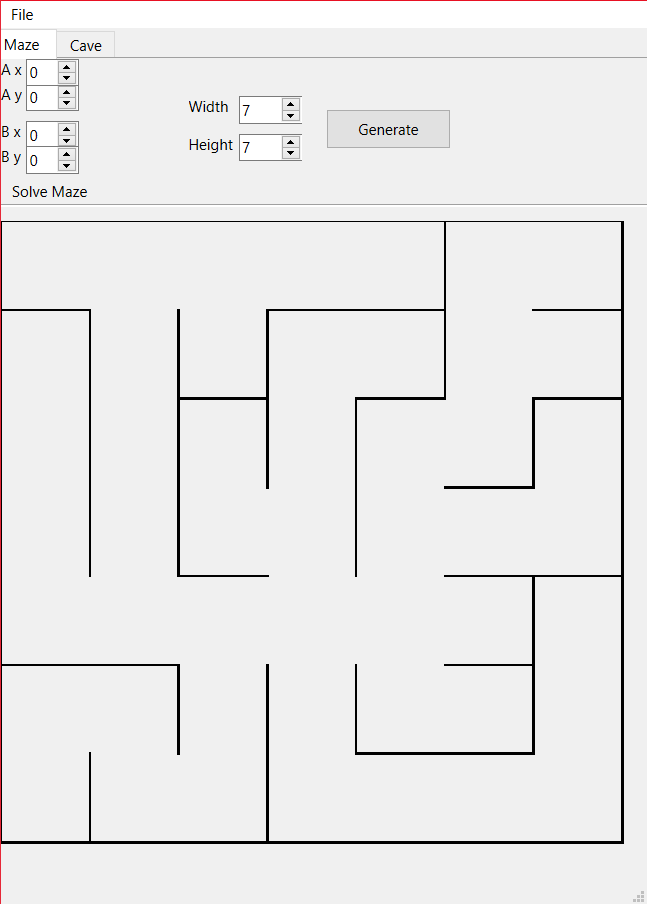 File
Maze Cave
A x 0
A y 0
B x 0
B y 0
Width 7
Height 7
Generate
Solve Maze